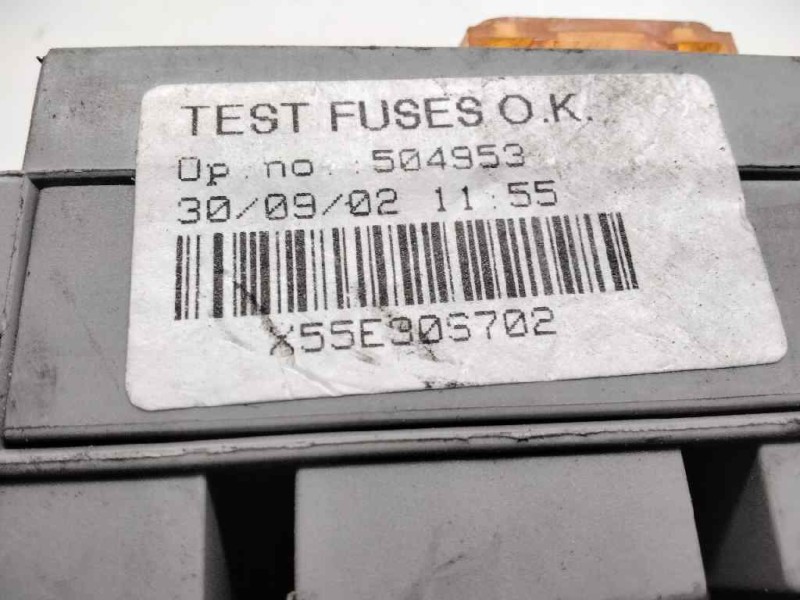 TEST FUSES O.K.
Op. no. :504953
30/09/02 11:55
X55E30S702